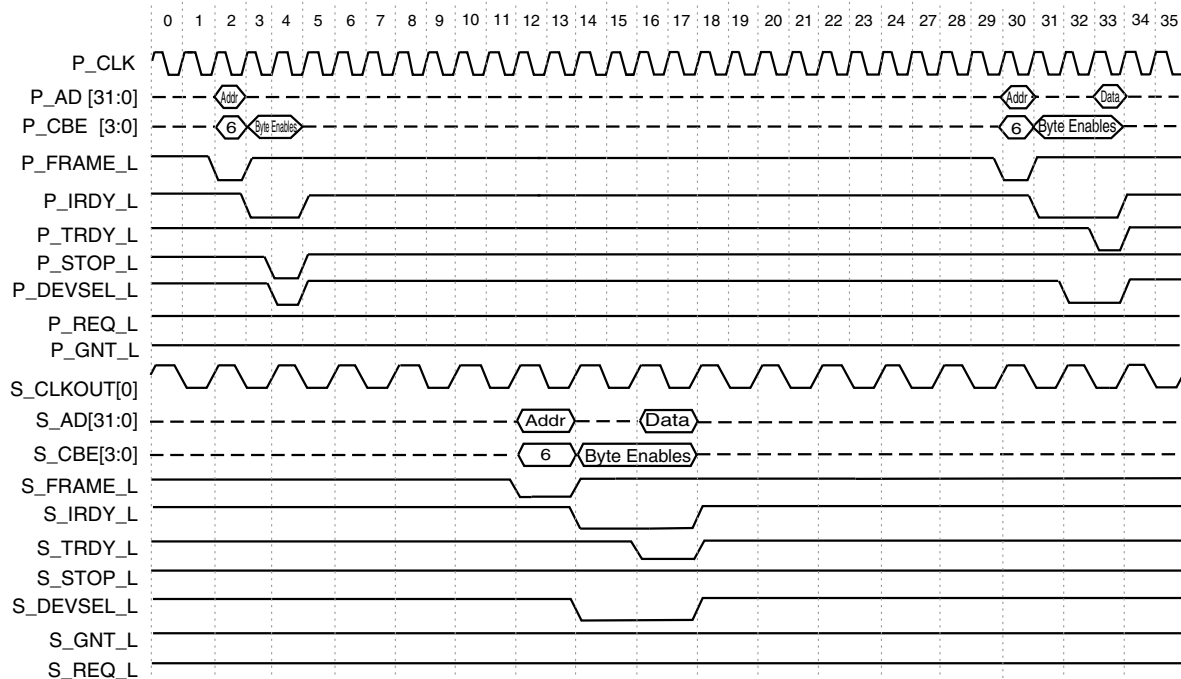 0 1 2 3 4 5 6 7 8 9 10 11 12 13 14 15 16 17 18 19 20 21 22 23 24 27 28 29 30 31 32 33 34 35
P_CLK
P_AD [31:0] Addr Addr Data
P_CBE [3:0] 6 Byte Enables 6 Byte Enables
P_FRAME_L
P_IRDY_L
P_TRDY_L
P_STOP_L
P_DEVSEL_L
P_REQ_L
P_GNT_L
S_CLKOUT[0]
S_AD[31:0] Addr Data
S_CBE[3:0] 6 Byte Enables
S_FRAME_L
S_IRDY_L
S_TRDY_L
S_STOP_L
S_DEVSEL_L
S_GNT_L
S_REQ_L